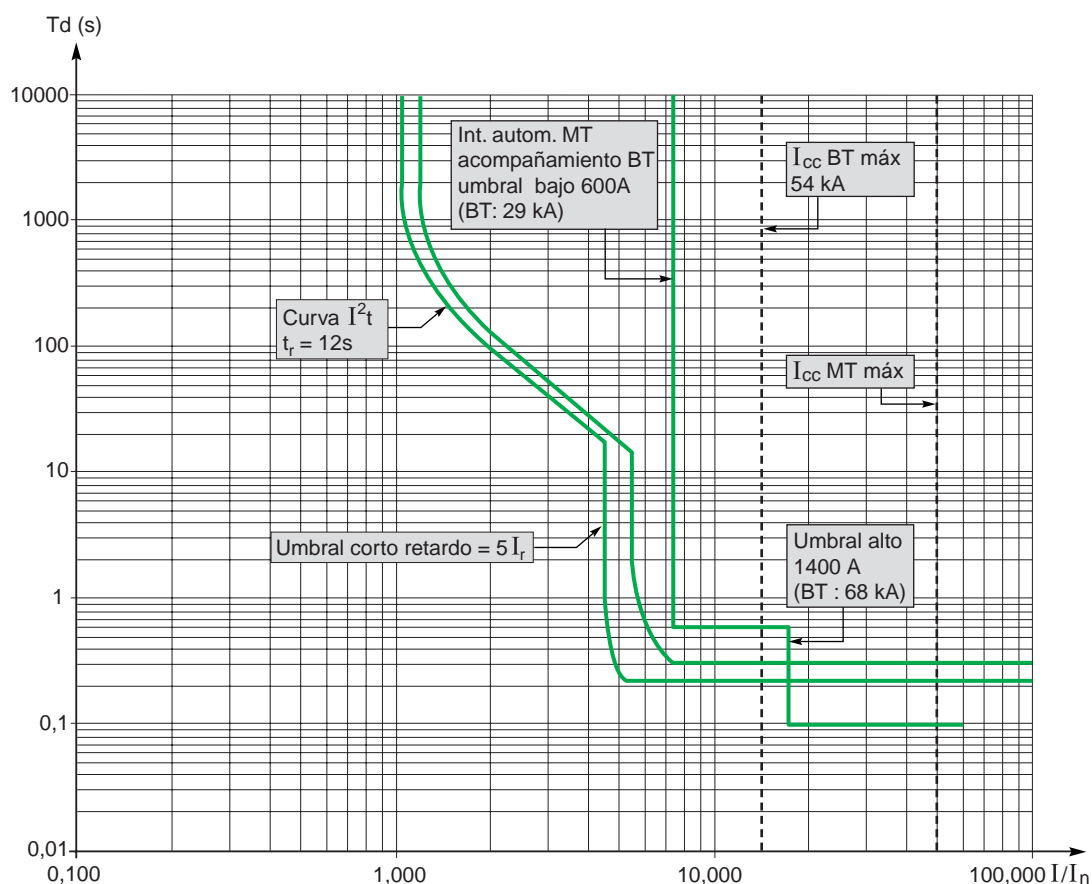 Td (s)
10000
1000
100
10
1
0,1
0,01
0,100
1,000
10,000
100,000
I/In
Int. autom. MT
acompañamiento BT
umbral bajo 600A
(BT: 29 kA)
Icc BT máx
54 kA
Curva I²t
tr = 12s
Icc MT máx
Umbral corto retardo = 5 Ir
Umbral alto
1400 A
(BT : 68 kA)